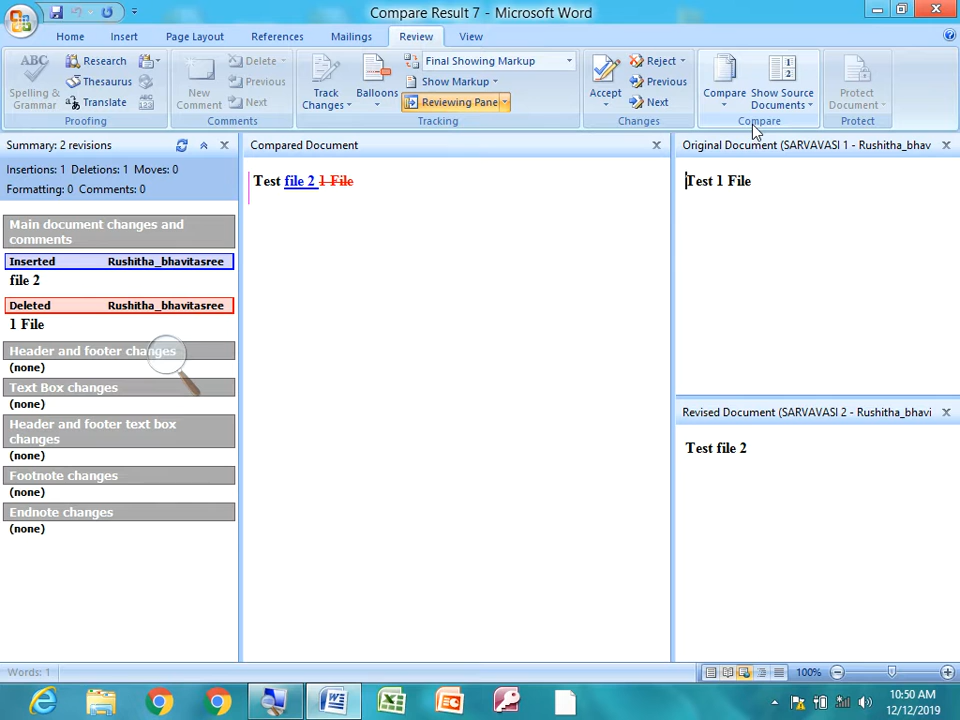 Compare Result 7 - Microsoft Word
Home Insert Page Layout References Mailings Review View
ABC
Spelling & Grammar
Research
Thesaurus
Translate
Proofing
New Comment
Delete
Previous
Next
Comments
Track Changes
Balloons
Final Showing Markup
Show Markup
Reviewing Pane
Tracking
Accept
Reject
Previous
Next
Changes
Compare
Show Source Documents
Compare
Protect Document
Protect
Summary: 2 revisions
Insertions: 1 Deletions: 1 Moves: 0
Formatting: 0 Comments: 0
Main document changes and
comments
Inserted Rushitha_bhavitasree
file 2
Deleted Rushitha_bhavitasree
1 File
Header and footer changes
(none)
Text Box changes
(none)
Header and footer text box
changes
(none)
Footnote changes
(none)
Endnote changes
(none)
Compared Document
Test file 2 1 File
Original Document (SARVAVASI 1 - Rushitha_bhav
Test 1 File
Revised Document (SARVAVASI 2 - Rushitha_bhavi
Test file 2
Words: 1
100%
10:50 AM
12/12/2019